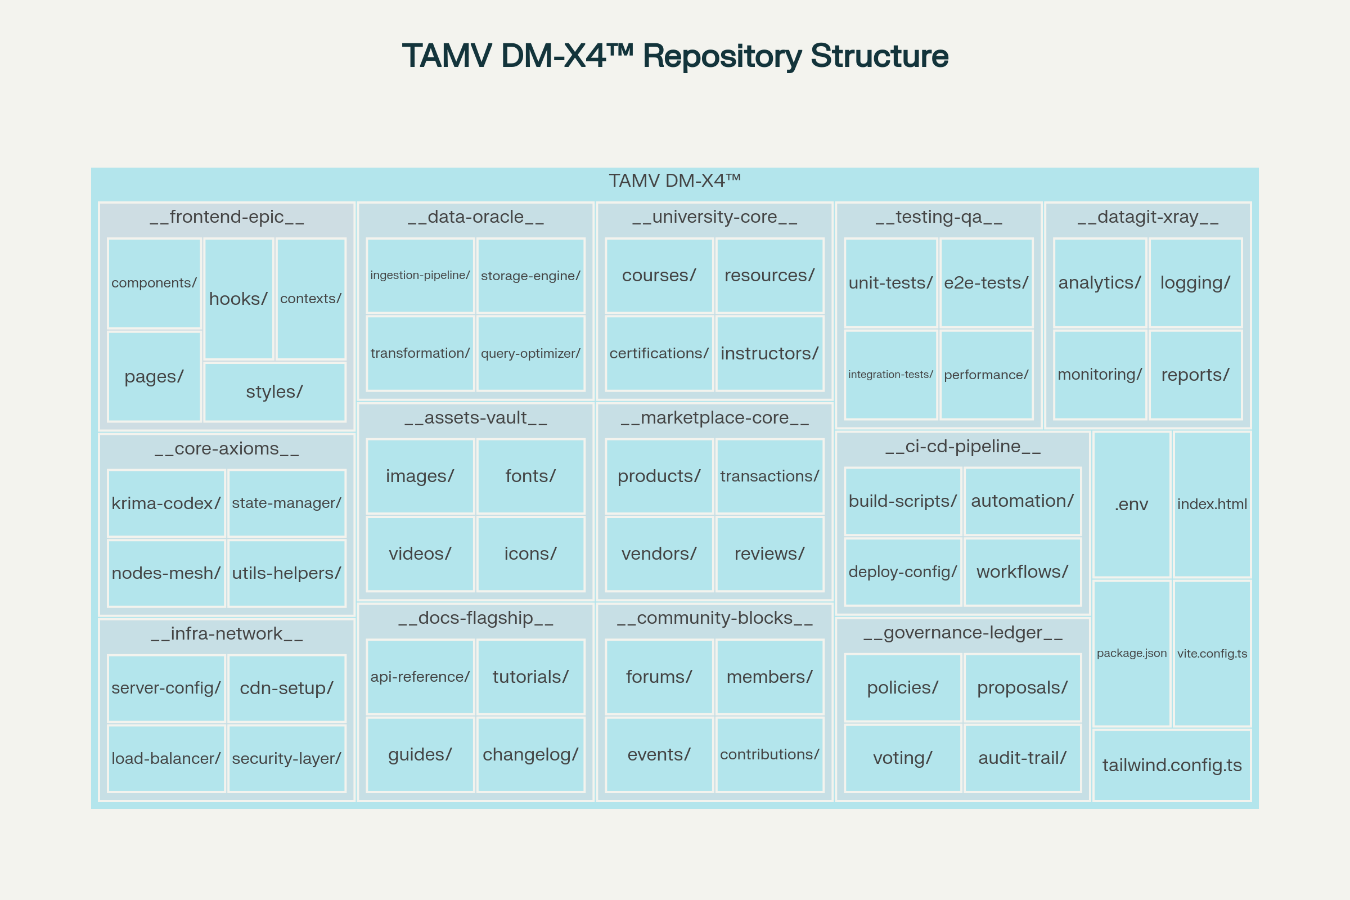 TAMV DM-X4™ Repository Structure
TAMV DM-X4™
__frontend-epic__
components/
hooks/
contexts/
pages/
styles/
__core-axioms__
krima-codex/
state-manager/
nodes-mesh/
utils-helpers/
__infra-network__
server-config/
cdn-setup/
load-balancer/
security-layer/
__data-oracle__
ingestion-pipeline/
storage-engine/
transformation/
query-optimizer/
__assets-vault__
images/
fonts/
videos/
icons/
__docs-flagship__
api-reference/
tutorials/
guides/
changelog/
__university-core__
courses/
resources/
certifications/
instructors/
__marketplace-core__
products/
transactions/
vendors/
reviews/
__community-blocks__
forums/
members/
events/
contributions/
__testing-qa__
unit-tests/
e2e-tests/
integration-tests/
performance/
__datagit-xray__
analytics/
logging/
monitoring/
reports/
__ci-cd-pipeline__
build-scripts/
automation/
deploy-config/
workflows/
__governance-ledger__
policies/
proposals/
voting/
audit-trail/
.env
index.html
package.json
vite.config.ts
tailwind.config.ts